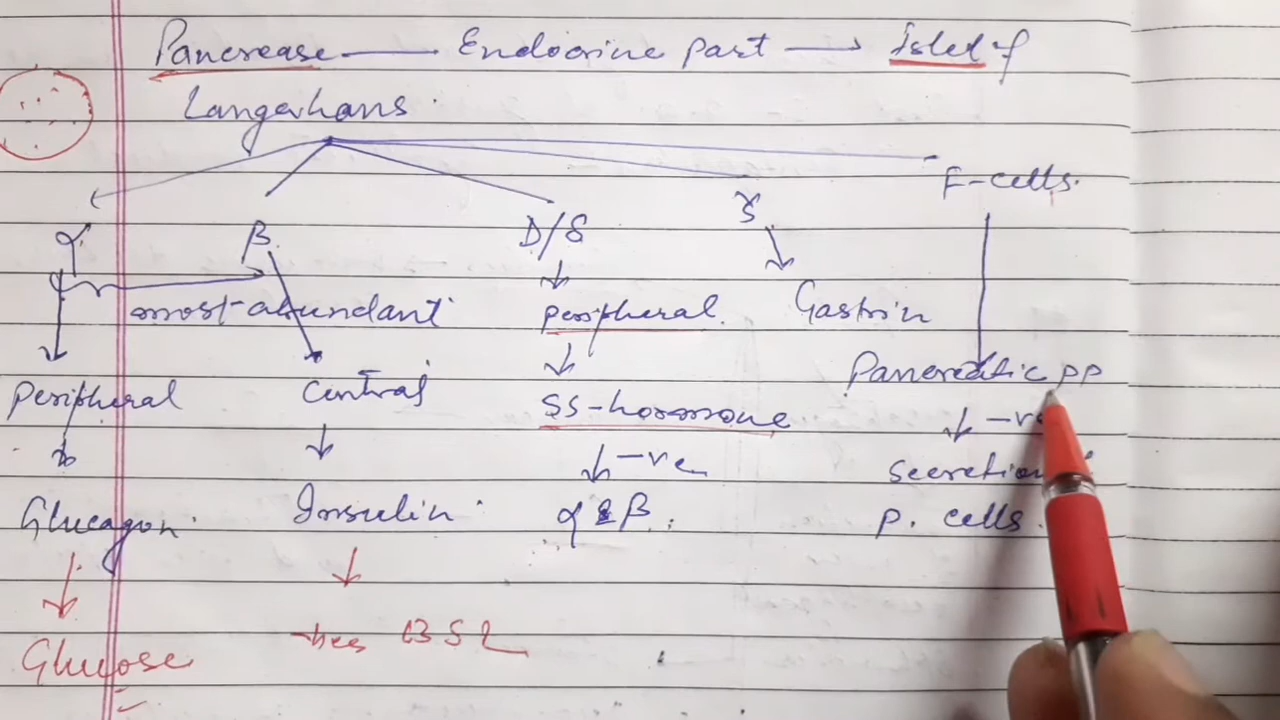 Pancrease — Endocrine part → Islet of
Langerhans.
α β D/δ γ F-cells.
most abundant peripheral Gastrin
Peripheral Central SS-hormone Pancreatic PP
-ve -ve
Glucagon Insulin α & β secretion
P. cells.
Glucose BSL